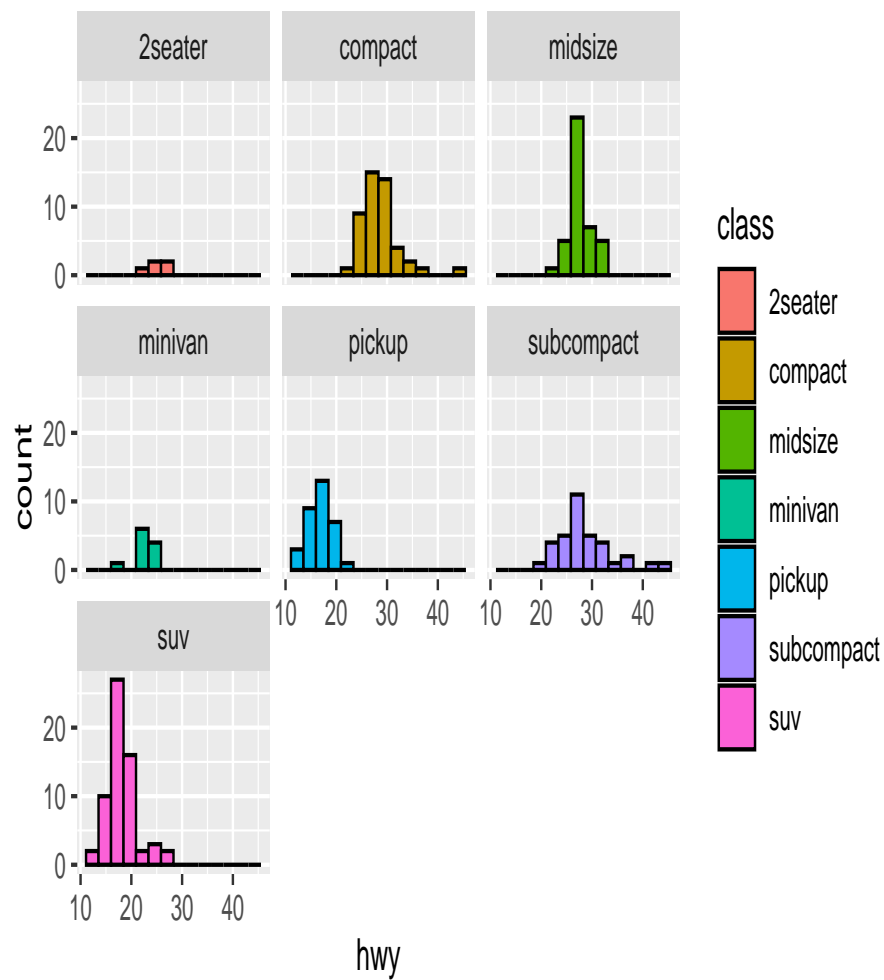 2seater compact midsize
20
10
0
minivan pickup subcompact
20
10
0
10 20 30 40 10 20 30 40
suv
20
10
0
10 20 30 40
hwy
count
class
2seater
compact
midsize
minivan
pickup
subcompact
suv